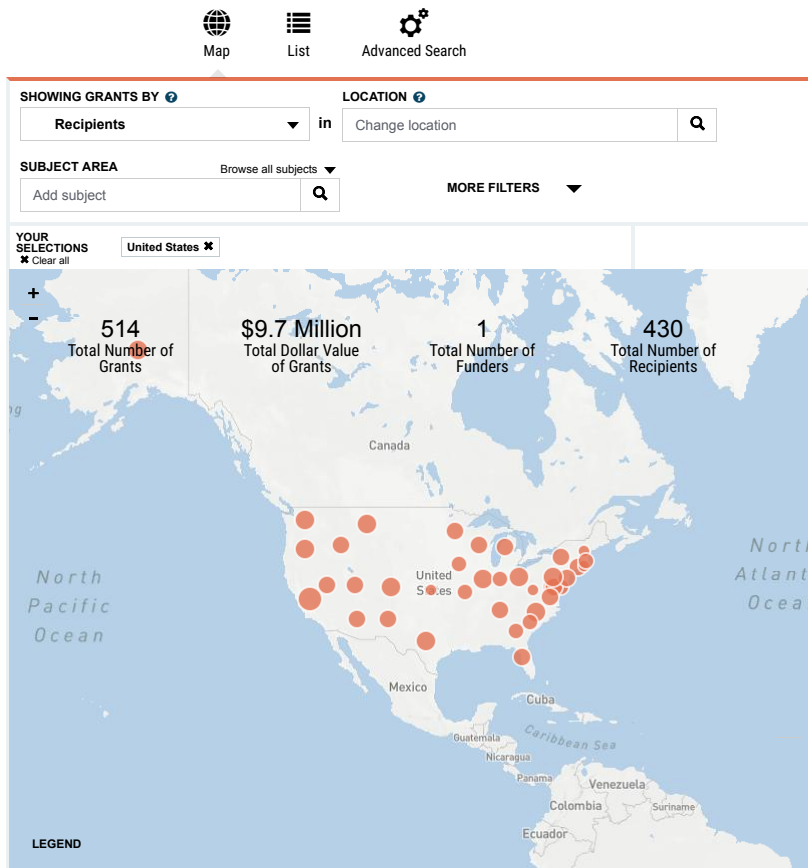 Map
List
Advanced Search
SHOWING GRANTS BY ?
LOCATION ?
Recipients
in
Change location
SUBJECT AREA
Browse all subjects
Add subject
MORE FILTERS
YOUR
SELECTIONS
✖ Clear all
United States ✖
+
-
514
Total Number of
Grants
$9.7 Million
Total Dollar Value
of Grants
1
Total Number of
Funders
430
Total Number of
Recipients
ng
Canada
North
Pacific
Ocean
United
States
North
Atlant
Ocea
Mexico
Cuba
Caribbean Sea
Guatemala
Nicaragua
Panama
Venezuela
Colombia
Suriname
Ecuador
LEGEND